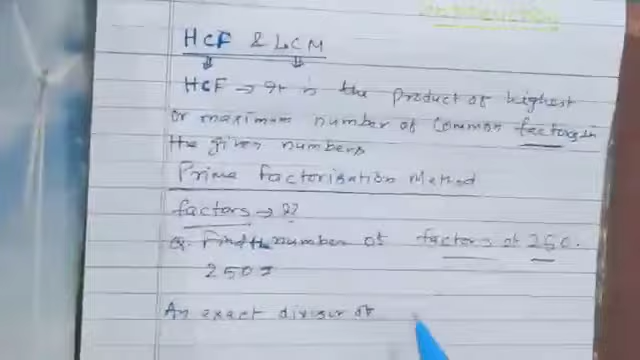 HCF & LCM
HCF → It is the product of highest
or maximum number of common factors in
the given numbers
Prime factorisation Method
factors → ??
Q. Find the number of factors of 250.
250 =
An exact divisor of